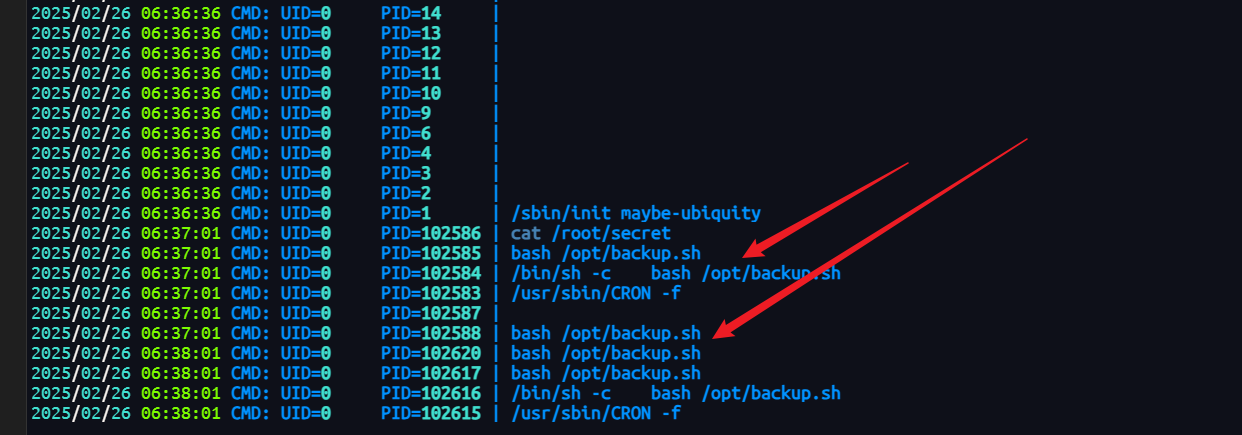 2025/02/26 06:36:36 CMD: UID=0     PID=14     |
2025/02/26 06:36:36 CMD: UID=0     PID=13     |
2025/02/26 06:36:36 CMD: UID=0     PID=12     |
2025/02/26 06:36:36 CMD: UID=0     PID=11     |
2025/02/26 06:36:36 CMD: UID=0     PID=10     |
2025/02/26 06:36:36 CMD: UID=0     PID=9      |
2025/02/26 06:36:36 CMD: UID=0     PID=6      |
2025/02/26 06:36:36 CMD: UID=0     PID=4      |
2025/02/26 06:36:36 CMD: UID=0     PID=3      |
2025/02/26 06:36:36 CMD: UID=0     PID=2      |
2025/02/26 06:36:36 CMD: UID=0     PID=1      | /sbin/init maybe-ubiquity
2025/02/26 06:37:01 CMD: UID=0     PID=102586 | cat /root/secret
2025/02/26 06:37:01 CMD: UID=0     PID=102585 | bash /opt/backup.sh
2025/02/26 06:37:01 CMD: UID=0     PID=102584 | /bin/sh -c    bash /opt/backup.sh
2025/02/26 06:37:01 CMD: UID=0     PID=102583 | /usr/sbin/CRON -f
2025/02/26 06:37:01 CMD: UID=0     PID=102587 |
2025/02/26 06:37:01 CMD: UID=0     PID=102588 | bash /opt/backup.sh
2025/02/26 06:38:01 CMD: UID=0     PID=102620 | bash /opt/backup.sh
2025/02/26 06:38:01 CMD: UID=0     PID=102617 | bash /opt/backup.sh
2025/02/26 06:38:01 CMD: UID=0     PID=102616 | /bin/sh -c    bash /opt/backup.sh
2025/02/26 06:38:01 CMD: UID=0     PID=102615 | /usr/sbin/CRON -f